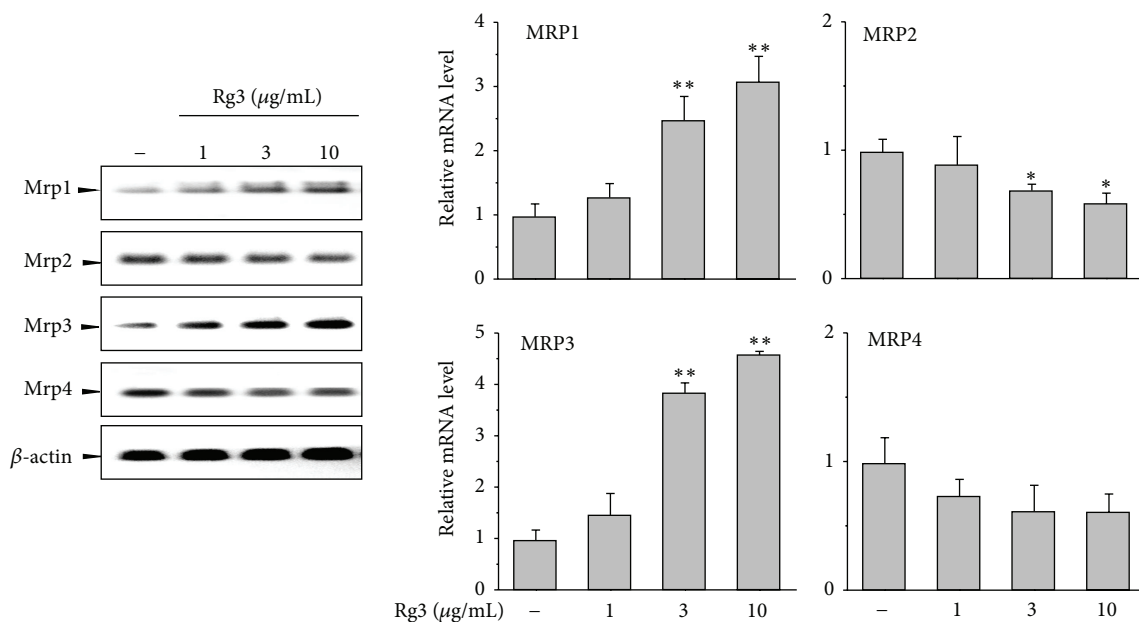 Rg3 (μg/mL)
– 1 3 10
Mrp1
Mrp2
Mrp3
Mrp4
β-actin
MRP1
Relative mRNA level
4
3
2
1
0
**
**
MRP2
2
1
0
*
*
MRP3
Relative mRNA level
5
4
3
2
1
0
**
**
Rg3 (μg/mL) – 1 3 10
MRP4
2
1
0
– 1 3 10